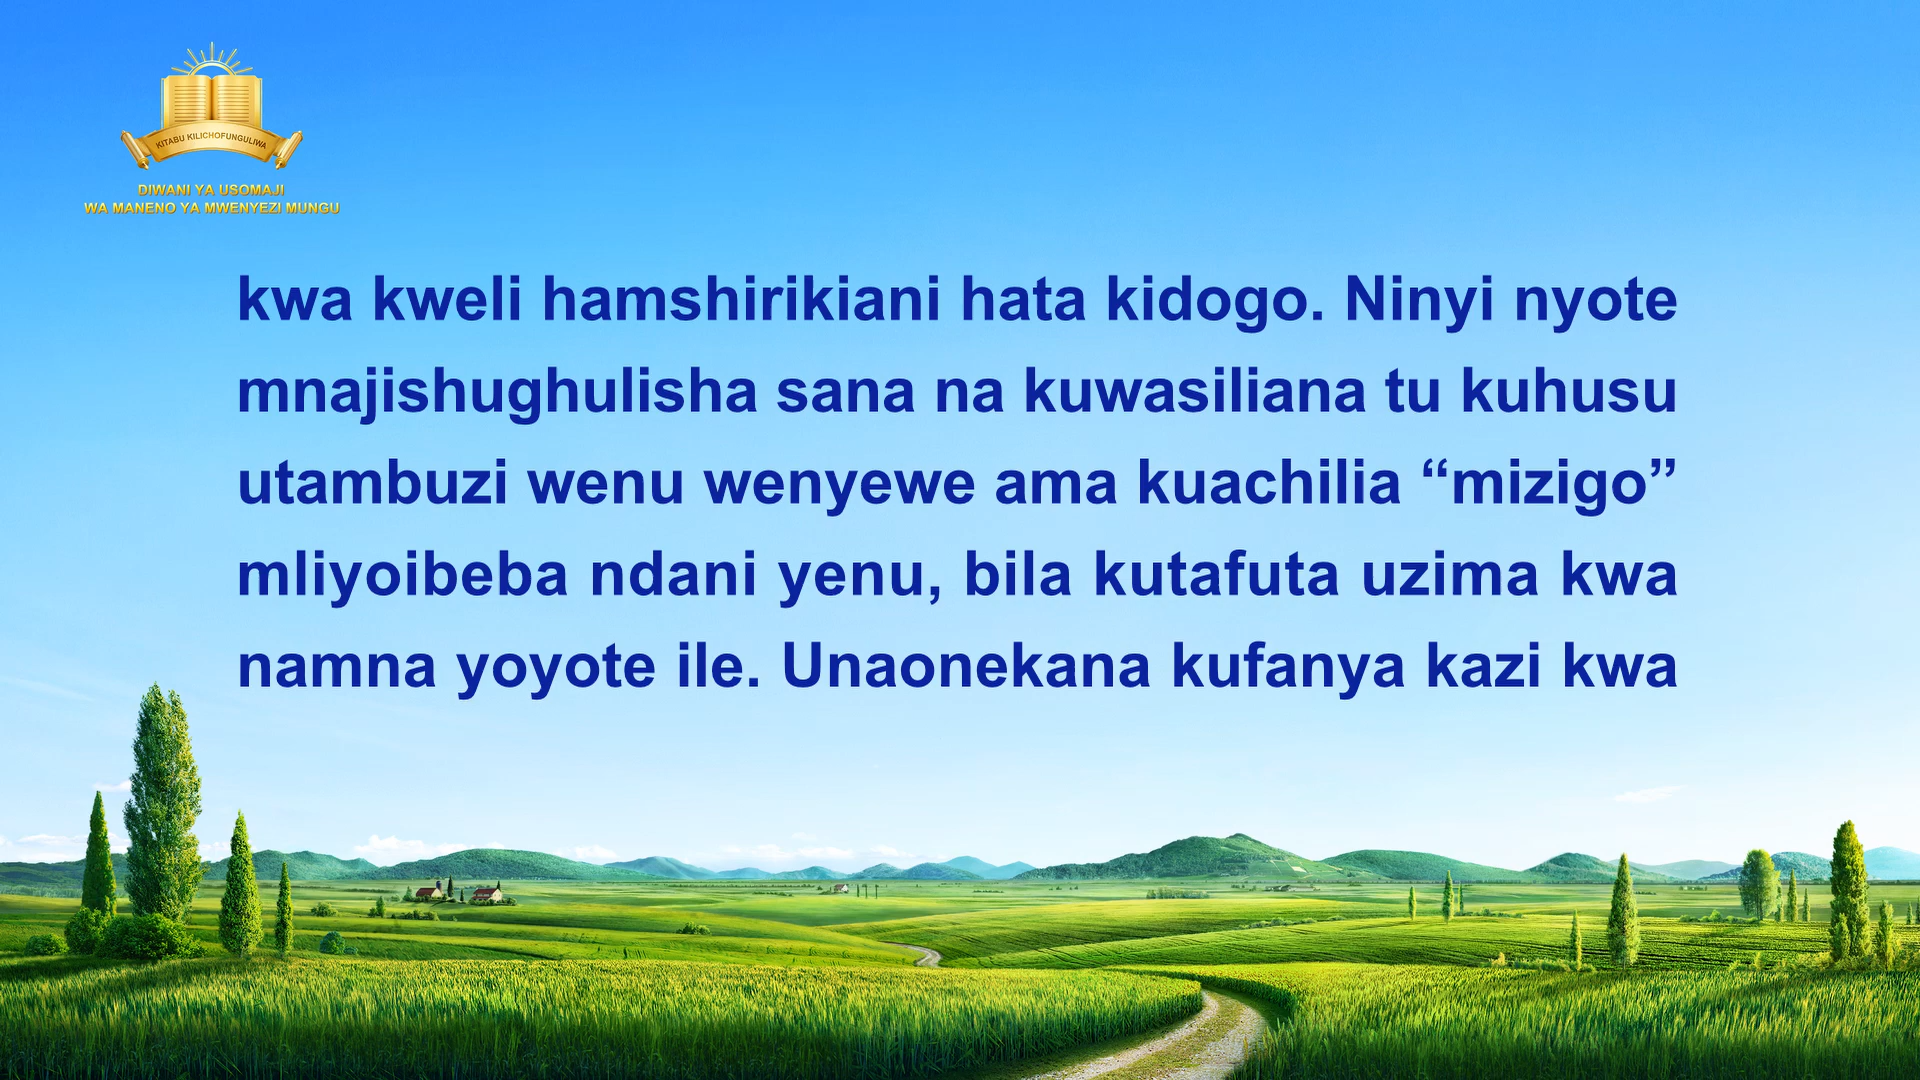 KITABU KILICHOFUNGULIWA
DIWANI YA USOMAJI
WA MANENO YA MWENYEZI MUNGU
kwa kweli hamshirikiani hata kidogo. Ninyi nyote
mnajishughulisha sana na kuwasiliana tu kuhusu
utambuzi wenu wenyewe ama kuachilia “mizigo”
mliyoibeba ndani yenu, bila kutafuta uzima kwa
namna yoyote ile. Unaonekana kufanya kazi kwa